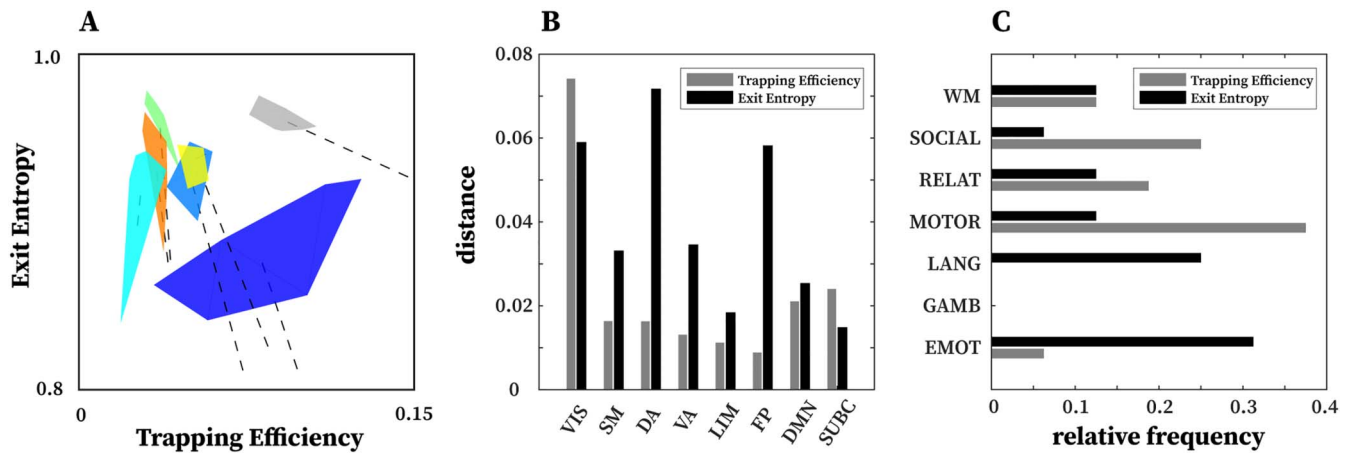 A
1.0
Exit Entropy
0.8
0
0.15
Trapping Efficiency
B
0.08
0.06
0.04
0.02
0
distance
Trapping Efficiency
Exit Entropy
VIS
SM
DA
VA
LIM
FP
DMN
SUBC
C
Trapping Efficiency
Exit Entropy
WM
SOCIAL
RELAT
MOTOR
LANG
GAMB
EMOT
0
0.1
0.2
0.3
0.4
relative frequency